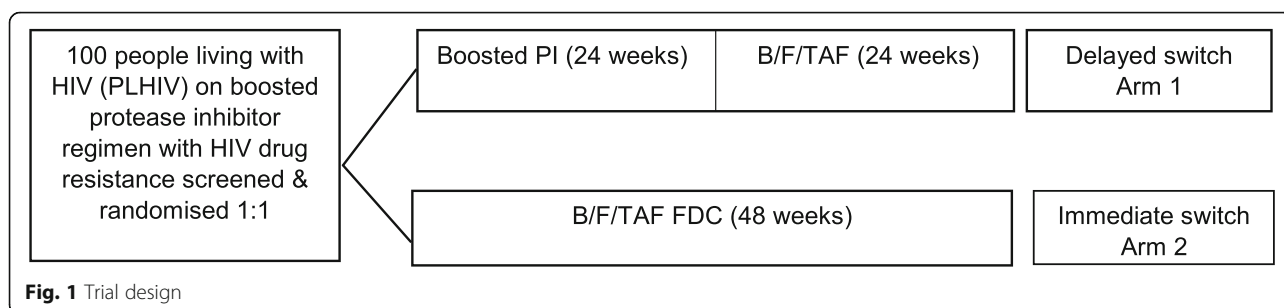 100 people living with
HIV (PLHIV) on boosted
protease inhibitor
regimen with HIV drug
resistance screened &
randomised 1:1
Boosted PI (24 weeks)
B/F/TAF (24 weeks)
Delayed switch
Arm 1
B/F/TAF FDC (48 weeks)
Immediate switch
Arm 2
Fig. 1 Trial design